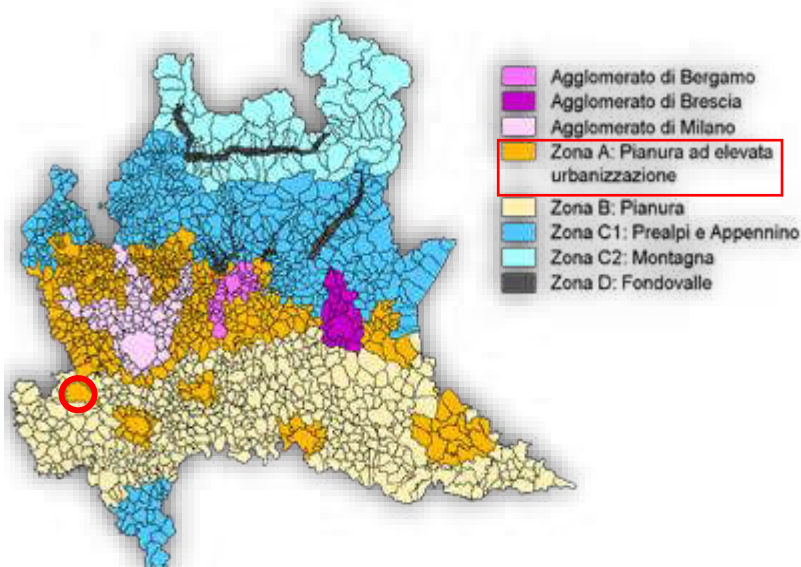 Agglomerato di Bergamo
Agglomerato di Brescia
Agglomerato di Milano
Zona A: Pianura ad elevata
urbanizzazione
Zona B: Pianura
Zona C1: Prealpi e Appennino
Zona C2: Montagna
Zona D: Fondovalle